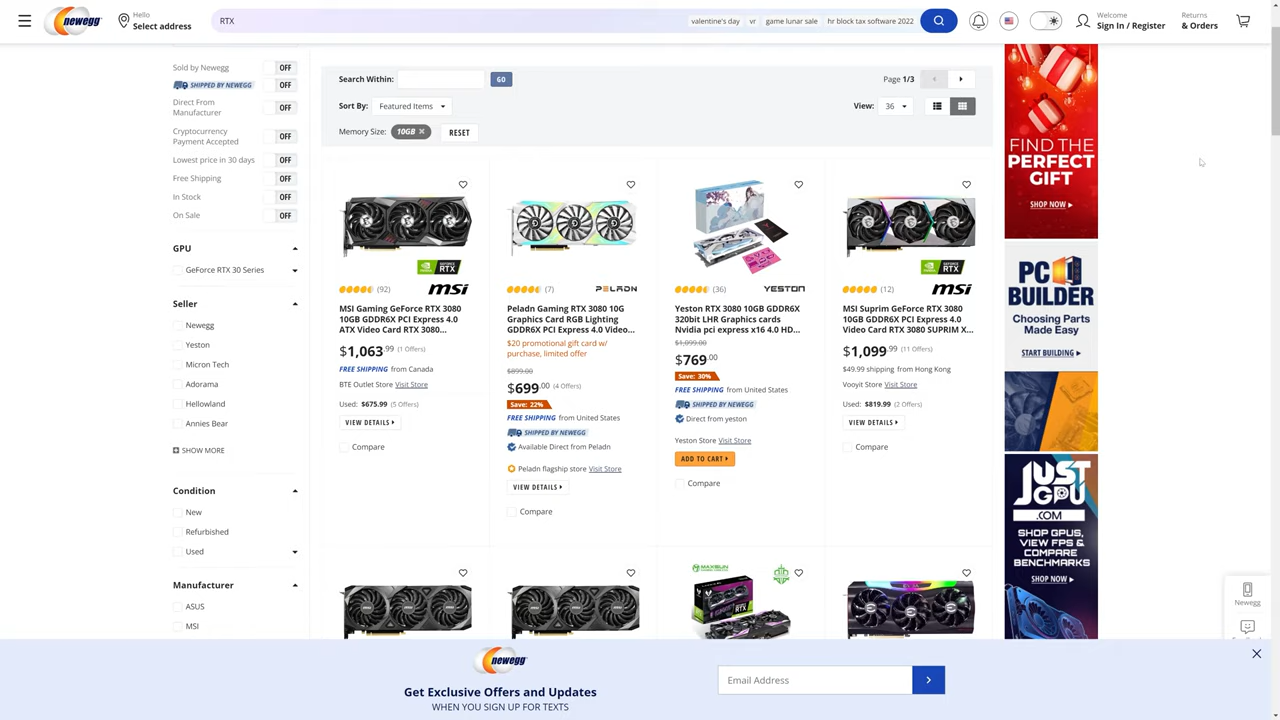 newegg
Hello
Select address
RTX
valentine's day
vr
game lunar sale
hr block tax software 2022
Welcome
Sign In / Register
Returns
& Orders
Sold by Newegg
OFF
SHIPPED BY NEWEGG
OFF
Direct From
Manufacturer
OFF
Cryptocurrency
Payment Accepted
OFF
Lowest price in 30 days
OFF
Free Shipping
OFF
In Stock
OFF
On Sale
OFF
GPU
GeForce RTX 30 Series
Seller
Newegg
Yeston
Micron Tech
Adorama
Hellowland
Annies Bear
SHOW MORE
Condition
New
Refurbished
Used
Manufacturer
ASUS
MSI
Search Within:
GO
Page 1/3
Sort By:
Featured Items
View:
36
Memory Size:
10GB
RESET
GEFORCE
RTX
(92)
msi
MSI Gaming GeForce RTX 3080
10GB GDDR6X PCI Express 4.0
ATX Video Card RTX 3080...
$1,063.99 (1 Offers)
FREE SHIPPING from Canada
BTE Outlet Store Visit Store
Used: $675.99 (5 Offers)
VIEW DETAILS
Compare
(7)
PELADN
Peladn Gaming RTX 3080 10G
Graphics Card RGB Lighting
GDDR6X PCI Express 4.0 Video...
$20 promotional gift card w/
purchase, limited offer
$899.00
$699.00 (4 Offers)
Save: 22%
FREE SHIPPING from United States
SHIPPED BY NEWEGG
Available Direct from Peladn
Peladn flagship store Visit Store
VIEW DETAILS
Compare
(36)
YESTON
Yeston RTX 3080 10GB GDDR6X
320bit LHR Graphics cards
Nvidia pci express x16 4.0 HD...
$1,099.00
$769.00
Save: 30%
FREE SHIPPING from United States
SHIPPED BY NEWEGG
Direct from yeston
Yeston Store Visit Store
ADD TO CART
Compare
GEFORCE
RTX
(12)
msi
MSI Suprim GeForce RTX 3080
10GB GDDR6X PCI Express 4.0
Video Card RTX 3080 SUPRIM X...
$1,099.99 (11 Offers)
$49.99 shipping from Hong Kong
Vooyit Store Visit Store
Used: $819.99 (2 Offers)
VIEW DETAILS
Compare
MAXSUN
FIND THE
PERFECT
GIFT
SHOP NOW
PC
BUILDER
Choosing Parts
Made Easy
START BUILDING
JUST
GPU
.COM
SHOP GPUS,
VIEW FPS &
COMPARE
BENCHMARKS
SHOP NOW
Newegg
newegg
Get Exclusive Offers and Updates
WHEN YOU SIGN UP FOR TEXTS
Email Address